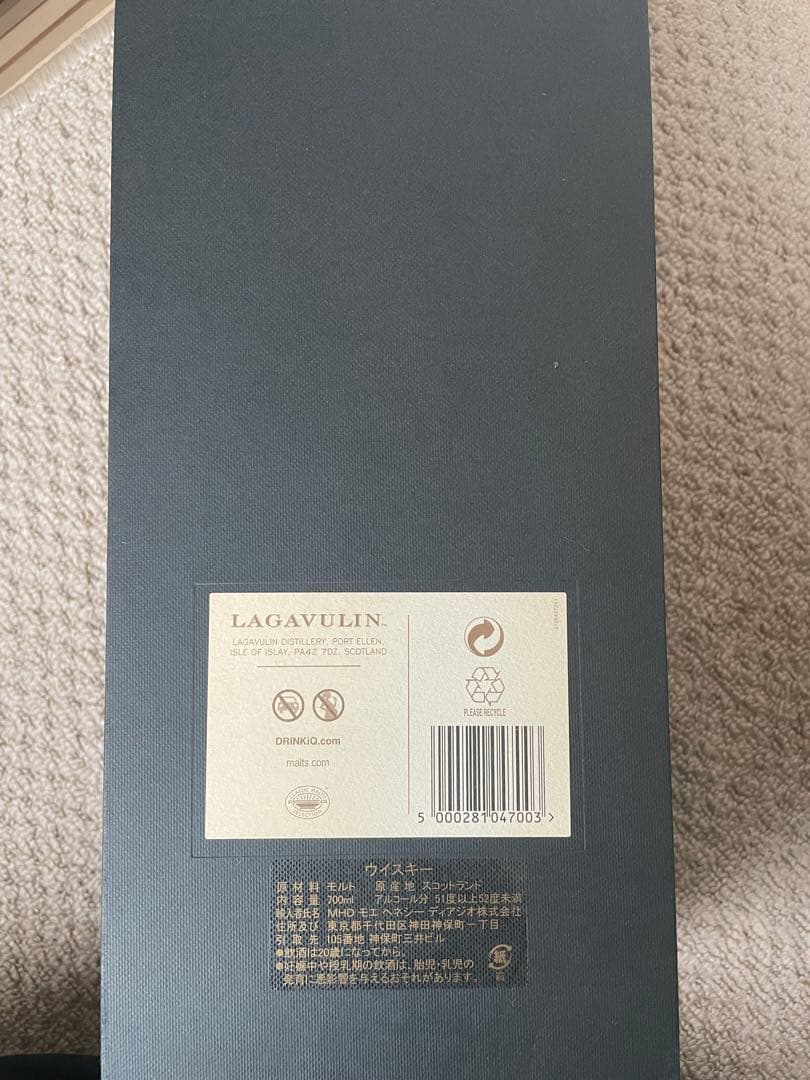 LAGAVULIN™
LAGAVULIN DISTILLERY, PORT ELLEN,
ISLE OF ISLAY, PA42 7DZ. SCOTLAND
DRINKiQ.com
malts.com
CLASSIC MALTS
SELECTION
PLEASE RECYCLE
5 000281 047003 >
ウイスキー
原材料 モルト 原産地 スコットランド
内容量 700ml アルコール分 51度以上52度未満
輸入者氏名 MHD モエ ヘネシー ディアジオ株式会社
住所及び 東京都千代田区神田神保町一丁目
引取先 105番地 神保町三井ビル
●飲酒は20歳になってから。
●妊娠中や授乳期の飲酒は、胎児・乳児の
発育に悪影響を与えるおそれがあります。
紙